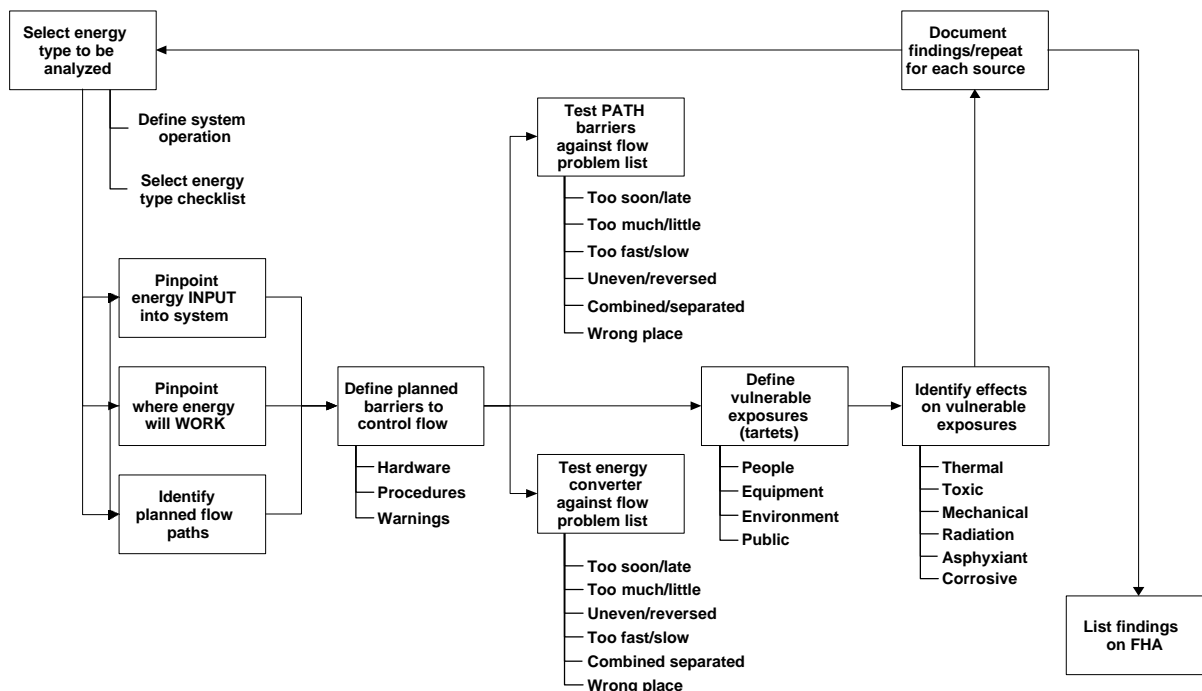 Select energy
type to be
analyzed
Define system
operation
Select energy
type checklist
Document
findings/repeat
for each source
Test PATH
barriers
against flow
problem list
Too soon/late
Too much/little
Too fast/slow
Uneven/reversed
Combined/separated
Wrong place
Pinpoint
energy INPUT
into system
Pinpoint
where energy
will WORK
Identify
planned flow
paths
Define planned
barriers to
control flow
Hardware
Procedures
Warnings
Test energy
converter
against flow
problem list
Too soon/late
Too much/little
Uneven/reversed
Too fast/slow
Combined separated
Wrong place
Define
vulnerable
exposures
(tartets)
People
Equipment
Environment
Public
Identify effects
on vulnerable
exposures
Thermal
Toxic
Mechanical
Radiation
Asphyxiant
Corrosive
List findings
on FHA